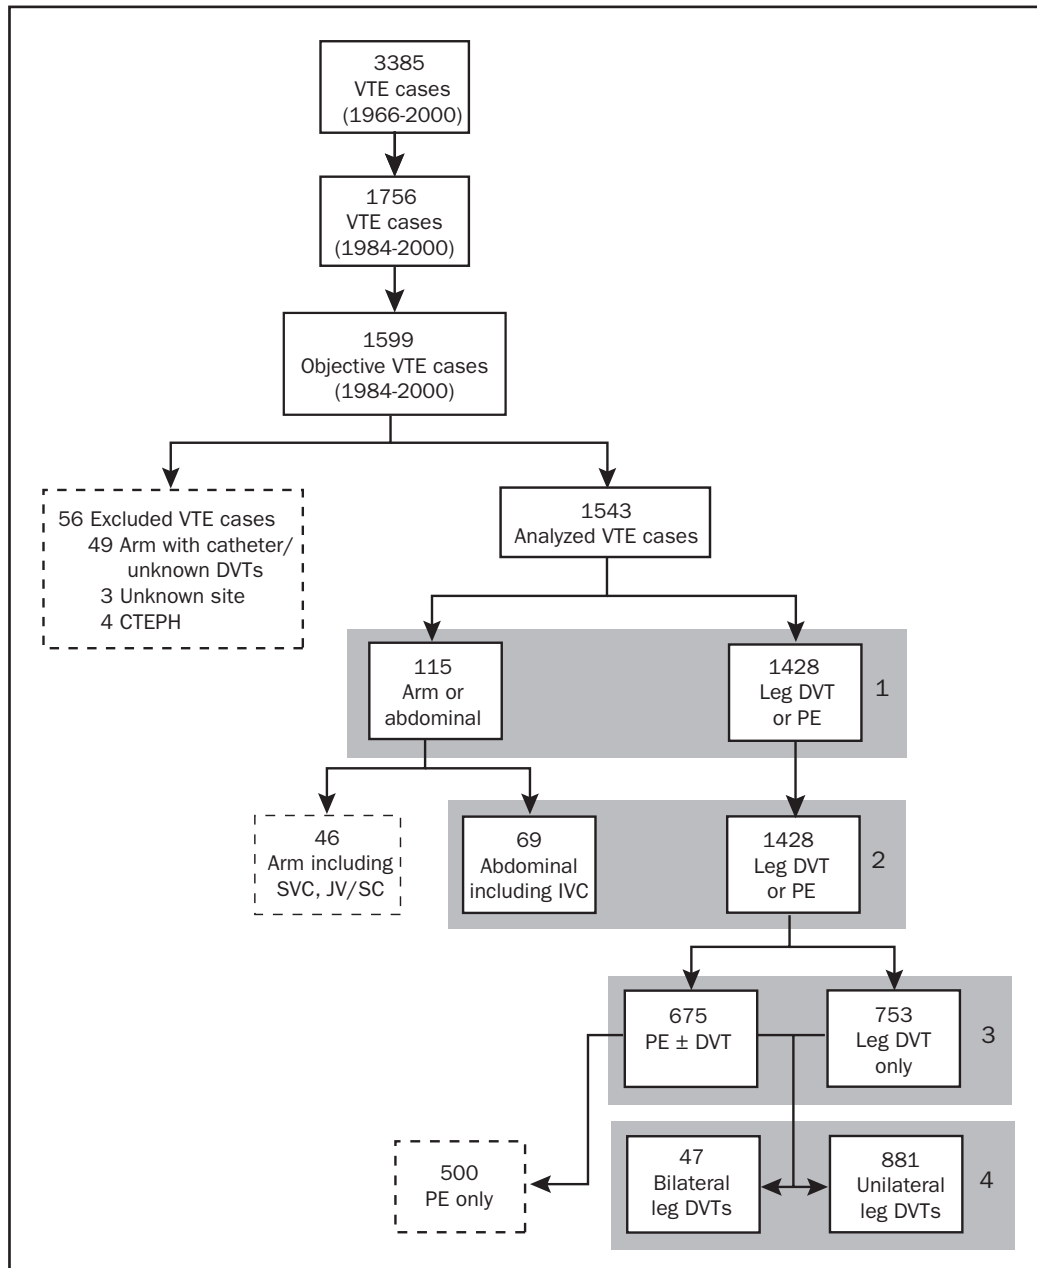 3385
VTE cases
(1966-2000)
1756
VTE cases
(1984-2000)
1599
Objective VTE cases
(1984-2000)
56 Excluded VTE cases
49 Arm with catheter/
unknown DVTs
3 Unknown site
4 CTEPH
1543
Analyzed VTE cases
115
Arm or
abdominal
1428
Leg DVT
or PE
1
46
Arm including
SVC, JV/SC
69
Abdominal
including IVC
1428
Leg DVT
or PE
2
675
PE ± DVT
753
Leg DVT
only
3
500
PE only
47
Bilateral
leg DVTs
881
Unilateral
leg DVTs
4